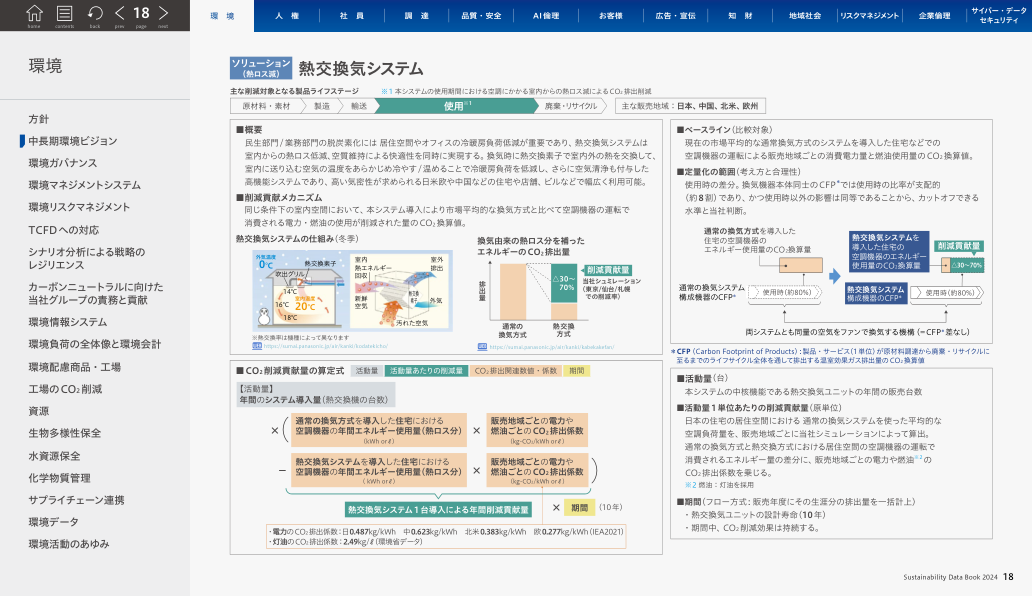 home contents back prev 18 page next
環 境
人 権
社 員
調 達
品質・安全
AI倫理
お客様
広告・宣伝
知 財
地域社会
リスクマネジメント
企業倫理
サイバー・データ
セキュリティ
環境
方針
中長期環境ビジョン
環境ガバナンス
環境マネジメントシステム
環境リスクマネジメント
TCFDへの対応
シナリオ分析による戦略の
レジリエンス
カーボンニュートラルに向けた
当社グループの責務と貢献
環境情報システム
環境負荷の全体像と環境会計
環境配慮商品・工場
工場のCO₂削減
資源
生物多様性保全
水資源保全
化学物質管理
サプライチェーン連携
環境データ
環境活動のあゆみ
ソリューション
(熱ロス減)
熱交換気システム
主な削減対象となる製品ライフステージ ※1 本システムの使用期間における空調にかかる室内からの熱ロス減によるCO₂排出削減
原材料・素材 製造 輸送 使用※1 廃棄・リサイクル 主な販売地域：日本、中国、北米、欧州
■概要
民生部門/業務部門の脱炭素化には 居住空間やオフィスの冷暖房負荷低減が重要であり、熱交換気システムは
室内からの熱ロス低減、空質維持による快適性を同時に実現する。換気時に熱交換素子で室内外の熱を交換して、
室内に送り込む空気の温度をあらかじめ冷やす/温めることで冷暖房負荷を低減し、さらに空気清浄も付与した
高機能システムであり、高い気密性が求められる日米欧や中国などの住宅や店舗、ビルなどで幅広く利用可能。
■削減貢献メカニズム
同じ条件下の室内空間において、本システム導入により市場平均的な換気方式と比べて空調機器の運転で
消費される電力・燃油の使用が削減された量のCO₂換算値。
熱交換気システムの仕組み(冬季)
外気温度
0℃
熱交換素子
吹出グリル
14℃
16℃
室内温度
20℃
18℃
室内
熱エネルギー
回収
室外
排出
新鮮
空気
外気
汚れた空気
※熱交換率は機種によって異なります
https://sumai.panasonic.jp/air/kanki/kodatekicho/
換気由来の熱ロス分を補った
エネルギーのCO₂排出量
排出量
△30～
70%
削減貢献量
当社シュミレーション
(東京/仙台/札幌
での削減率)
通常の
換気方式
熱交換
方式
https://sumai.panasonic.jp/air/kanki/netsukokanki/
■CO₂削減貢献量の算定式 活動量 活動量あたりの削減量 CO₂排出関連数値・係数 期間
【活動量】
年間のシステム導入量(熱交換機の台数)
×(
通常の換気方式を導入した住宅における
空調機器の年間エネルギー使用量(熱ロス分)
(kWh or ℓ)
×
販売地域ごとの電力や
燃油ごとのCO₂排出係数
(kg-CO₂/kWh or ℓ)
－
熱交換気システムを導入した住宅における
空調機器の年間エネルギー使用量(熱ロス分)
( kWh or ℓ)
×
販売地域ごとの電力や
燃油ごとのCO₂排出係数
(kg-CO₂/kWh or ℓ)
)
熱交換気システム1台導入による年間削減貢献量
× 期間 (10年)
・電力のCO₂排出係数：日0.487kg/kWh 中0.623kg/kWh 北米0.383kg/kWh 欧0.277kg/kWh(IEA2021)
・灯油のCO₂排出係数：2.49kg/ℓ(環境省データ)
■ベースライン(比較対象)
現在の市場平均的な通常換気方式のシステムを導入した住宅などでの
空調機器の運転による販売地域ごとの消費電力量と燃油使用量のCO₂換算値。
■定量化の範囲(考え方と合理性)
使用時の差分。換気機器本体同士のCFP*では使用時の比率が支配的
(約8割)であり、かつ使用時以外の影響は同等であることから、カットオフできる
水準と当社判断。
通常の換気方式を導入した
住宅の空調機器の
エネルギー使用量のCO₂換算量
熱交換気システムを
導入した住宅の
空調機器のエネルギー
使用量のCO₂換算量
削減貢献量
△30～70%
通常の換気システム
構成機器のCFP*
使用時(約80%)
熱交換気システム
構成機器のCFP*
使用時(約80%)
両システムとも同量の空気をファンで換気する機構 (=CFP*差なし)
＊CFP (Carbon Footprint of Products)：製品・サービス(1単位)が原材料調達から廃棄・リサイクルに
至るまでのライフサイクル全体を通して排出する温室効果ガス排出量のCO₂換算値
■活動量(台)
本システムの中核機能である熱交換気ユニットの年間の販売台数
■活動量1単位あたりの削減貢献量(原単位)
日本の住宅の居住空間における 通常の換気システムを使った平均的な
空調負荷量を、販売地域ごとに当社シミュレーションによって算出。
通常の換気方式と熱交換方式における居住空間の空調機器の運転で
消費されるエネルギー量の差分に、販売地域ごとの電力や燃油※2の
CO₂排出係数を乗じる。
※2 燃油：灯油を採用
■期間(フロー方式：販売年度にその生涯分の排出量を一括計上)
・熱交換気ユニットの設計寿命(10年)
・期間中、CO₂削減効果は持続する。
Sustainability Data Book 2024 18